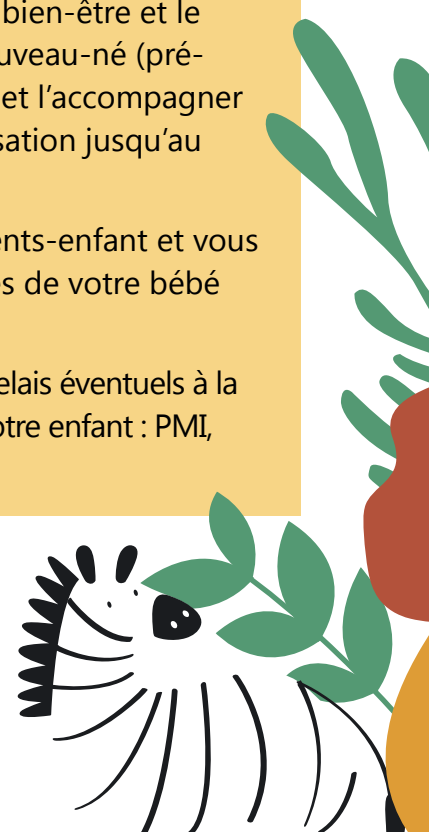 bien-être et le
uveau-né (pré-
et l’accompagner
sation jusqu’au
ents-enfant et vous
es de votre bébé
elais éventuels à la
otre enfant : PMI,